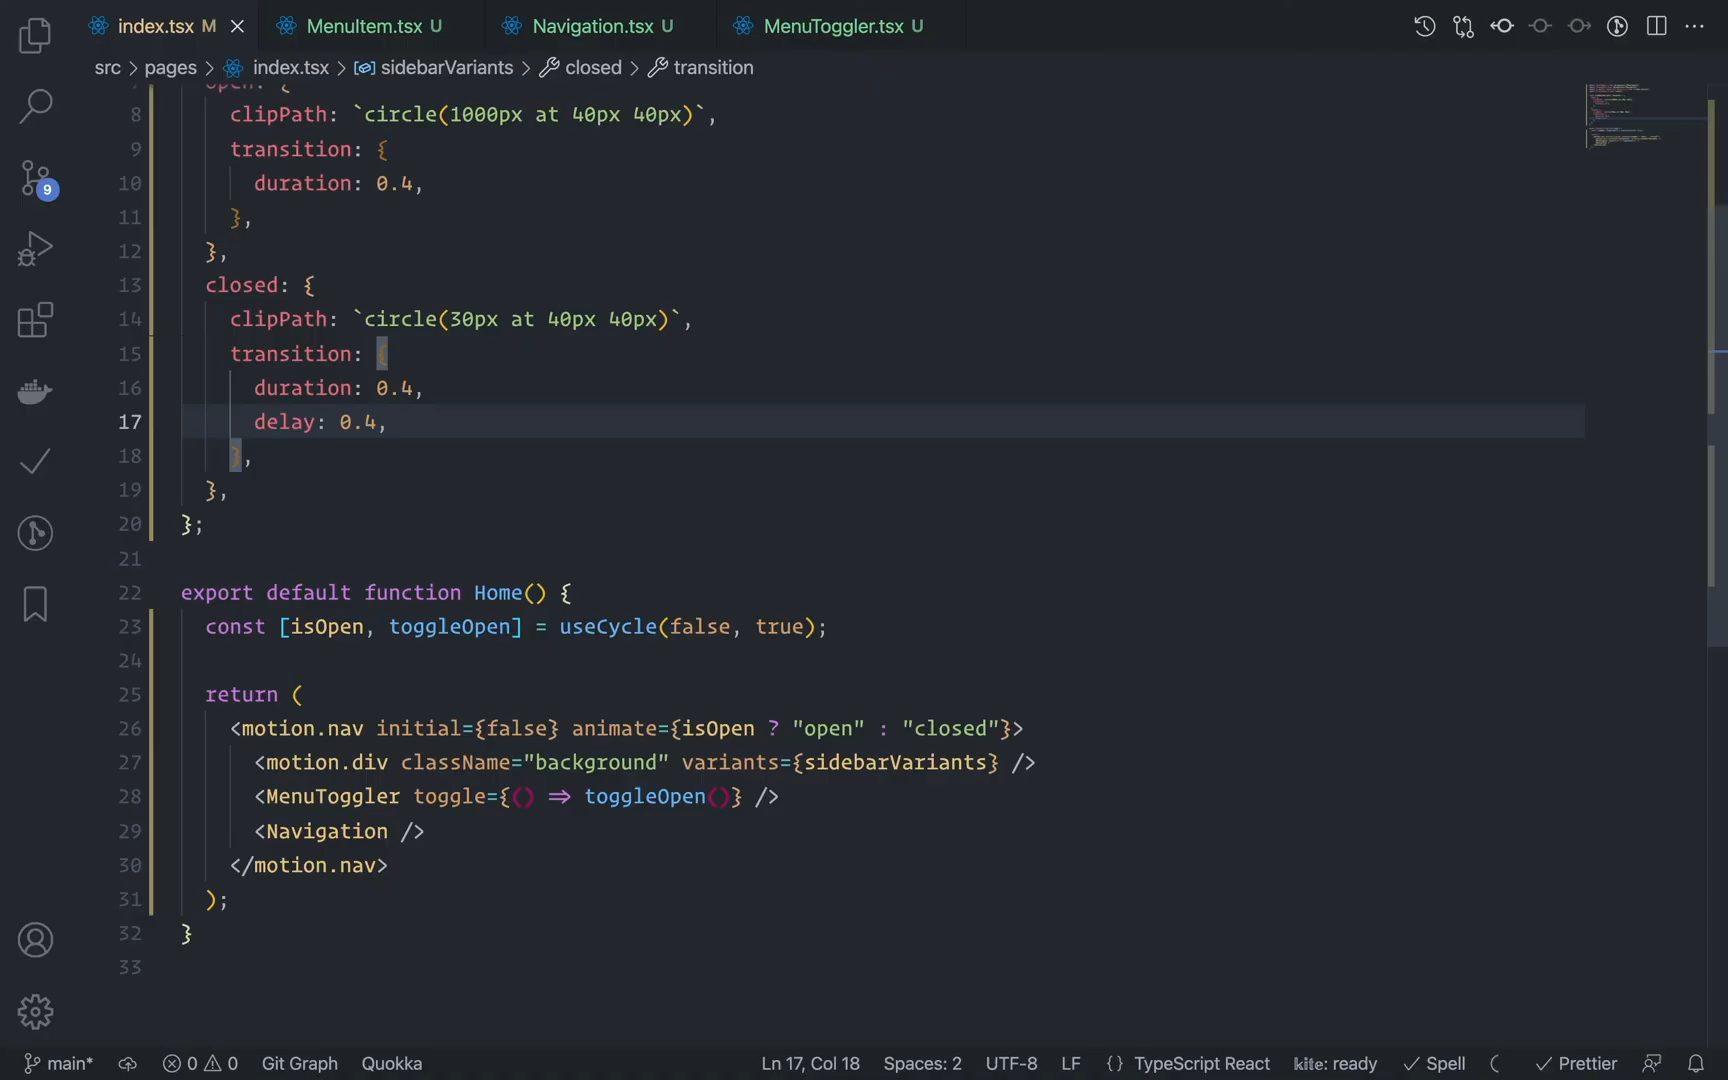 index.tsx M
MenuItem.tsx U
Navigation.tsx U
MenuToggler.tsx U
src > pages > index.tsx > sidebarVariants > closed > transition
open: {
8 clipPath: `circle(1000px at 40px 40px)`,
9 transition: {
10 duration: 0.4,
11 },
12 },
13 closed: {
14 clipPath: `circle(30px at 40px 40px)`,
15 transition: {
16 duration: 0.4,
17 delay: 0.4,
18 },
19 },
20 };
21
22 export default function Home() {
23 const [isOpen, toggleOpen] = useCycle(false, true);
24
25 return (
26 <motion.nav initial={false} animate={isOpen ? "open" : "closed"}>
27 <motion.div className="background" variants={sidebarVariants} />
28 <MenuToggler toggle={() => toggleOpen()} />
29 <Navigation />
30 </motion.nav>
31 );
32 }
33
9
main* 0 0 Git Graph Quokka Ln 17, Col 18 Spaces: 2 UTF-8 LF {} TypeScript React kite: ready Spell Prettier